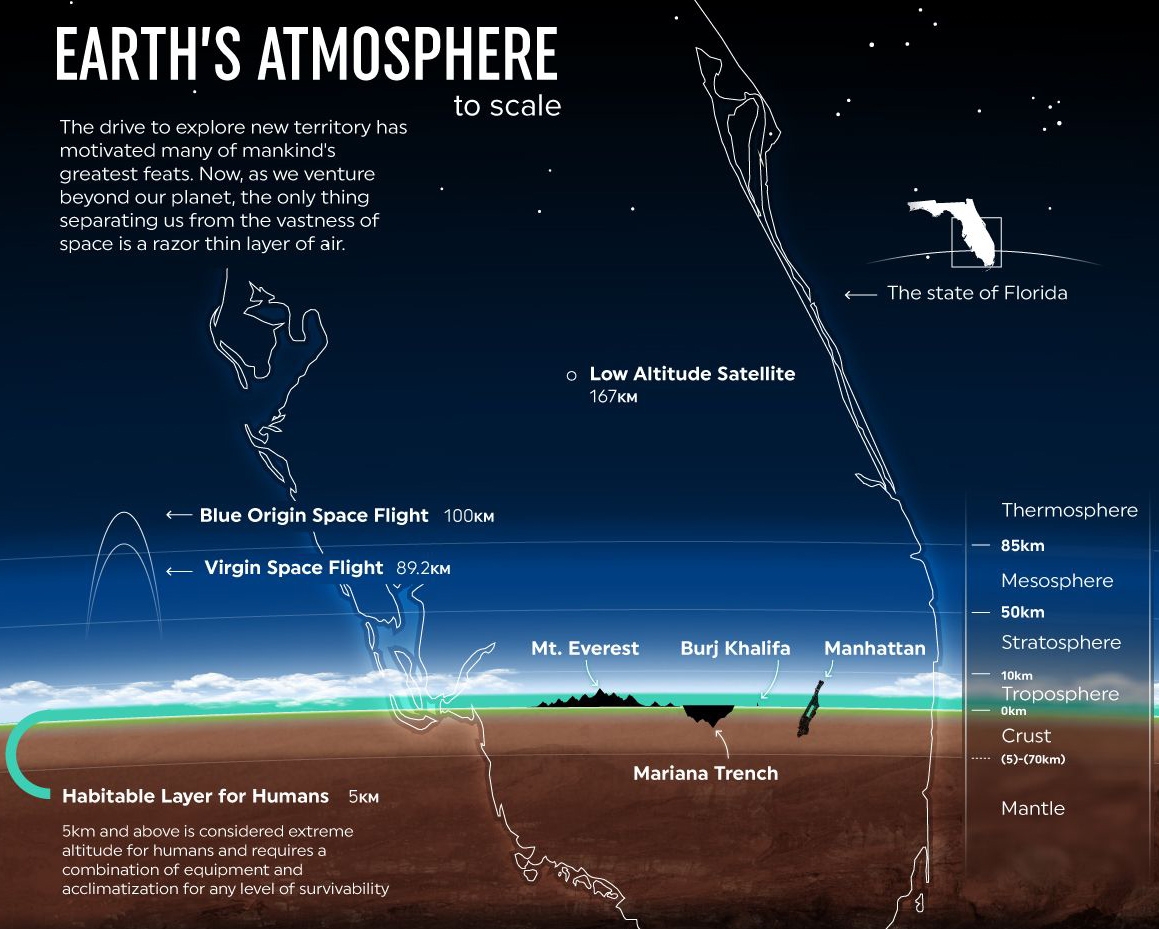 EARTH'S ATMOSPHERE
to scale
The drive to explore new territory has
motivated many of mankind's
greatest feats. Now, as we venture
beyond our planet, the only thing
separating us from the vastness of
space is a razor thin layer of air.
The state of Florida
Low Altitude Satellite
167KM
Blue Origin Space Flight 100KM
Virgin Space Flight 89.2KM
Thermosphere
85km
Mesosphere
50km
Stratosphere
10km
Troposphere
0km
Crust
(5)-(70km)
Mantle
Mt. Everest
Burj Khalifa
Manhattan
Mariana Trench
Habitable Layer for Humans 5KM
5km and above is considered extreme
altitude for humans and requires a
combination of equipment and
acclimatization for any level of survivability